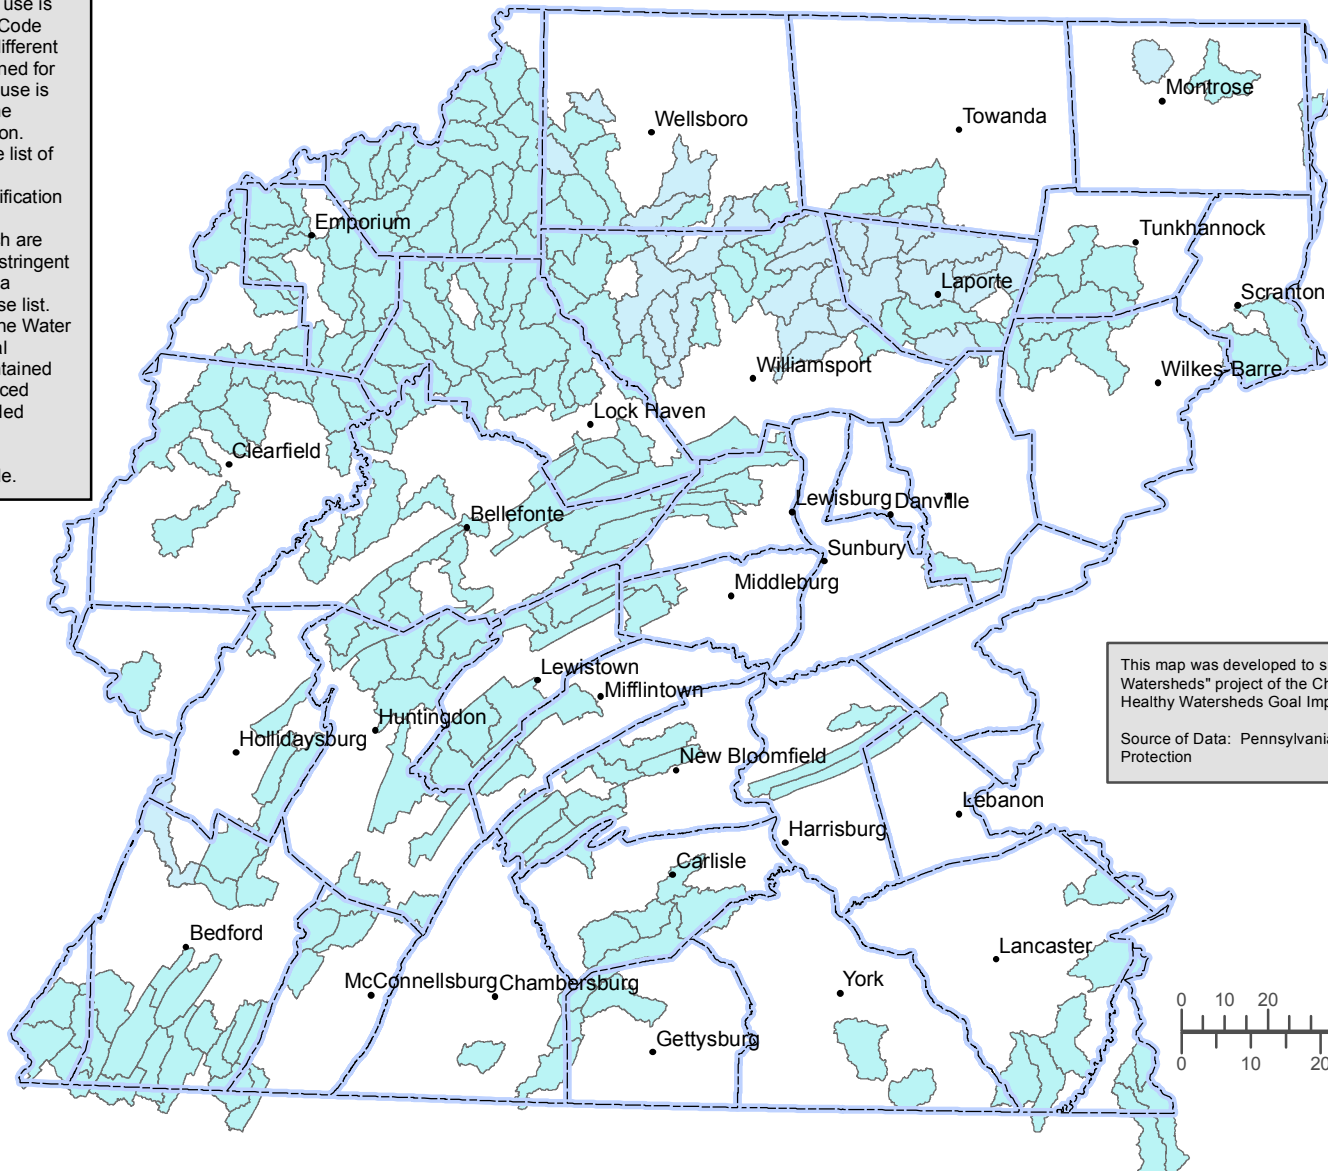 use is
Code
different
ned for
use is
he
on.
e list of
ification
h are
stringent
a
se list.
he Water
al
ntained
ced
ded
le.
Montrose
Wellsboro
Towanda
Emporium
Tunkhannock
Laporte
Scranton
Williamsport
Wilkes-Barre
Lock Haven
Clearfield
Lewisburg
Danville
Bellefonte
Sunbury
Middleburg
This map was developed to s
Watersheds" project of the Ch
Healthy Watersheds Goal Imp
Source of Data: Pennsylvania
Protection
Lewistown
Mifflintown
Huntingdon
Hollidaysburg
New Bloomfield
Lebanon
Harrisburg
Carlisle
Bedford
Lancaster
McConnellsburg
Chambersburg
York
Gettysburg
0 10 20
0 10 20